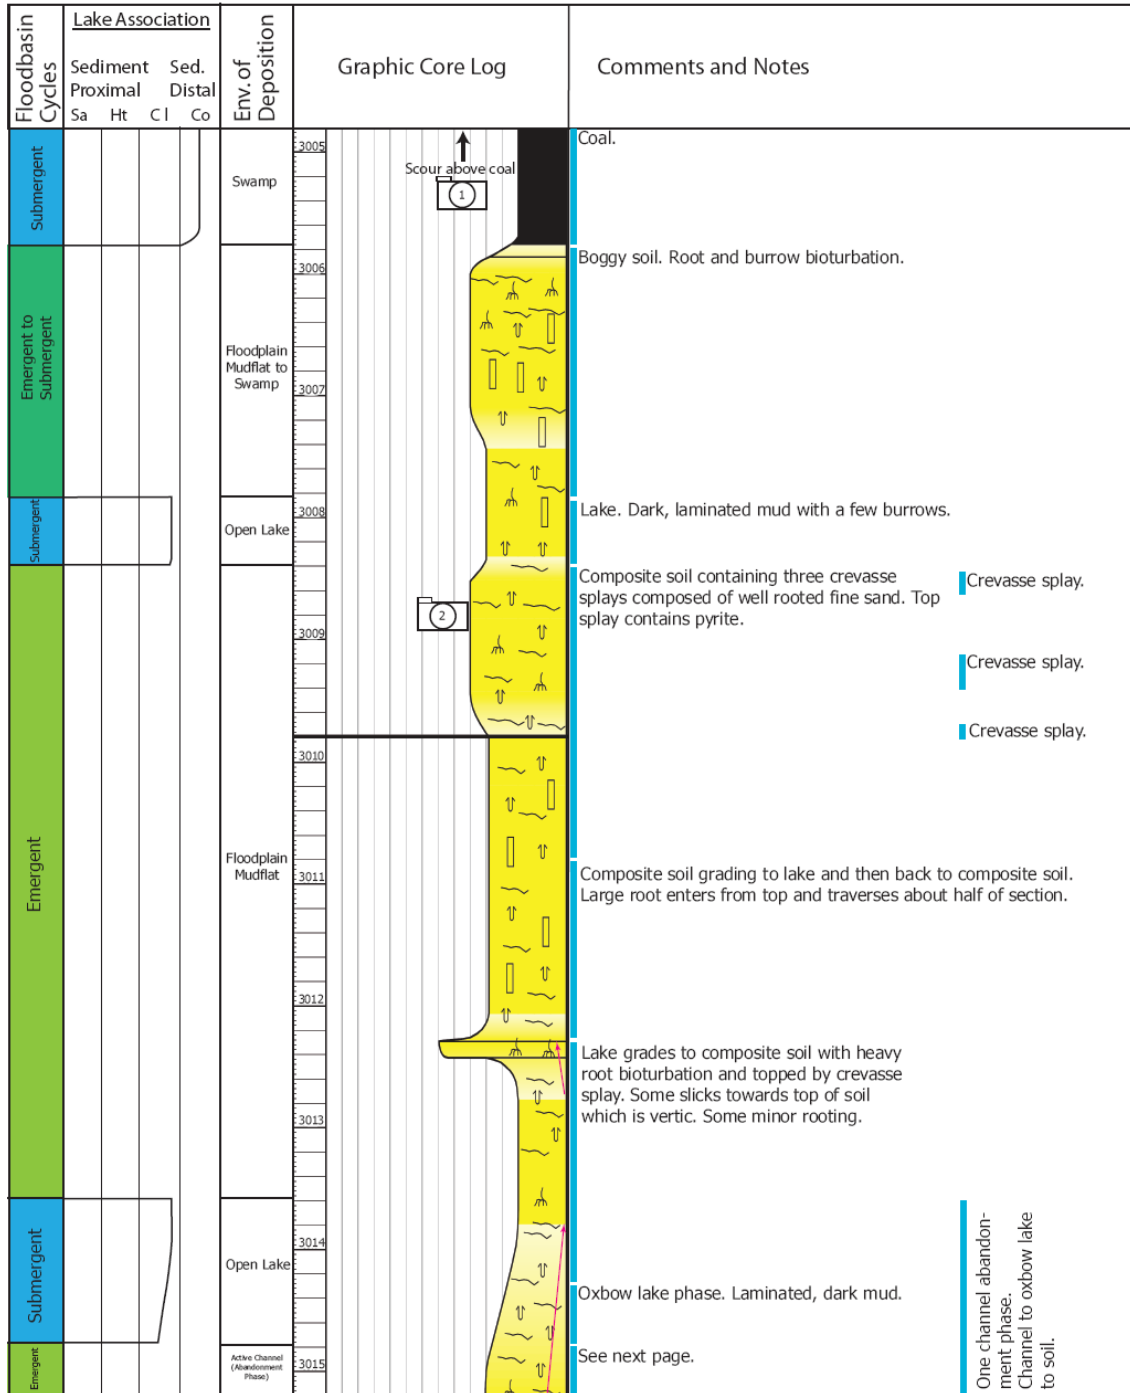 Floodbasin
Cycles
Lake Association
Sediment Sed.
Proximal Distal
Sa Ht Cl Co
Env. of
Deposition
Graphic Core Log
Comments and Notes
Submergent
Swamp
3005
Scour above coal
1
Coal.
Emergent to
Submergent
Floodplain
Mudflat to
Swamp
3006
3007
Boggy soil. Root and burrow bioturbation.
Submergent
Open Lake
3008
Lake. Dark, laminated mud with a few burrows.
Emergent
Floodplain
Mudflat
2
3009
3010
3011
3012
3013
Composite soil containing three crevasse
splays composed of well rooted fine sand. Top
splay contains pyrite.
Crevasse splay.
Crevasse splay.
Crevasse splay.
Composite soil grading to lake and then back to composite soil.
Large root enters from top and traverses about half of section.
Lake grades to composite soil with heavy
root bioturbation and topped by crevasse
splay. Some slicks towards top of soil
which is vertic. Some minor rooting.
Submergent
Open Lake
3014
Oxbow lake phase. Laminated, dark mud.
One channel abandon-
ment phase.
Channel to oxbow lake
to soil.
Emergent
Active Channel
(Abandonment
Phase)
3015
See next page.